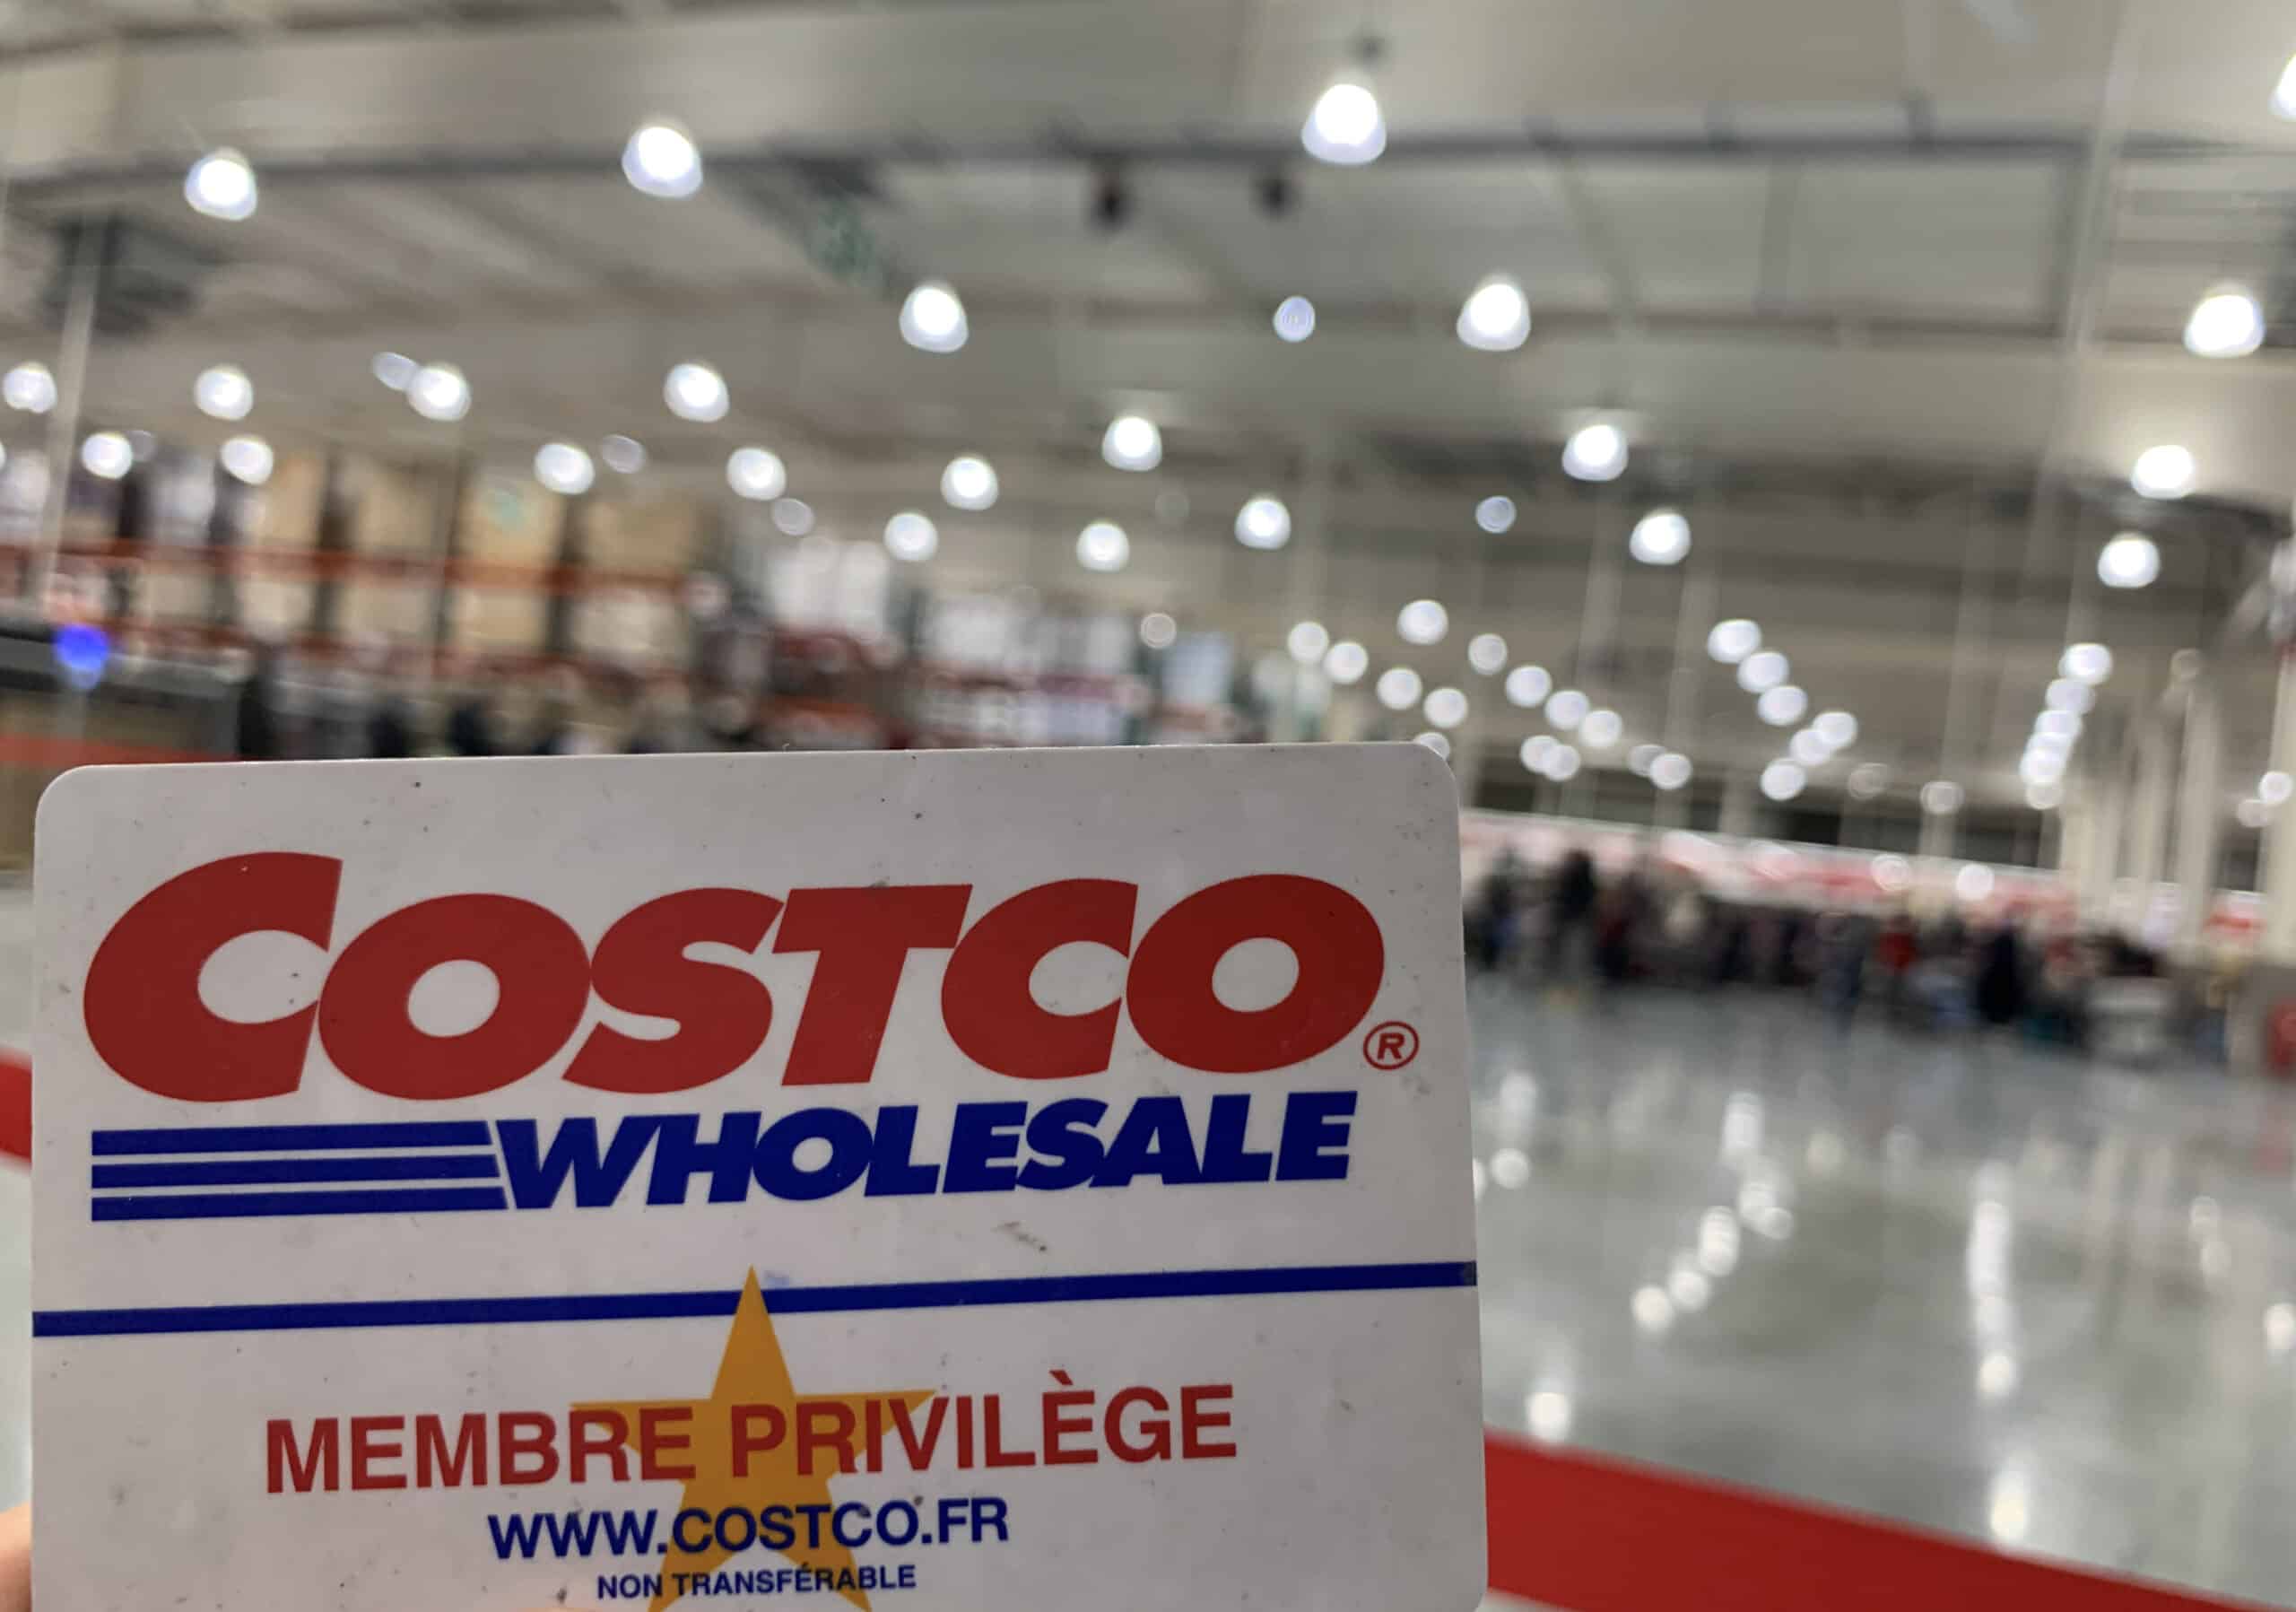 COSTCO®
WHOLESALE
MEMBRE PRIVILÈGE
WWW.COSTCO.FR
NON TRANSFÉRABLE